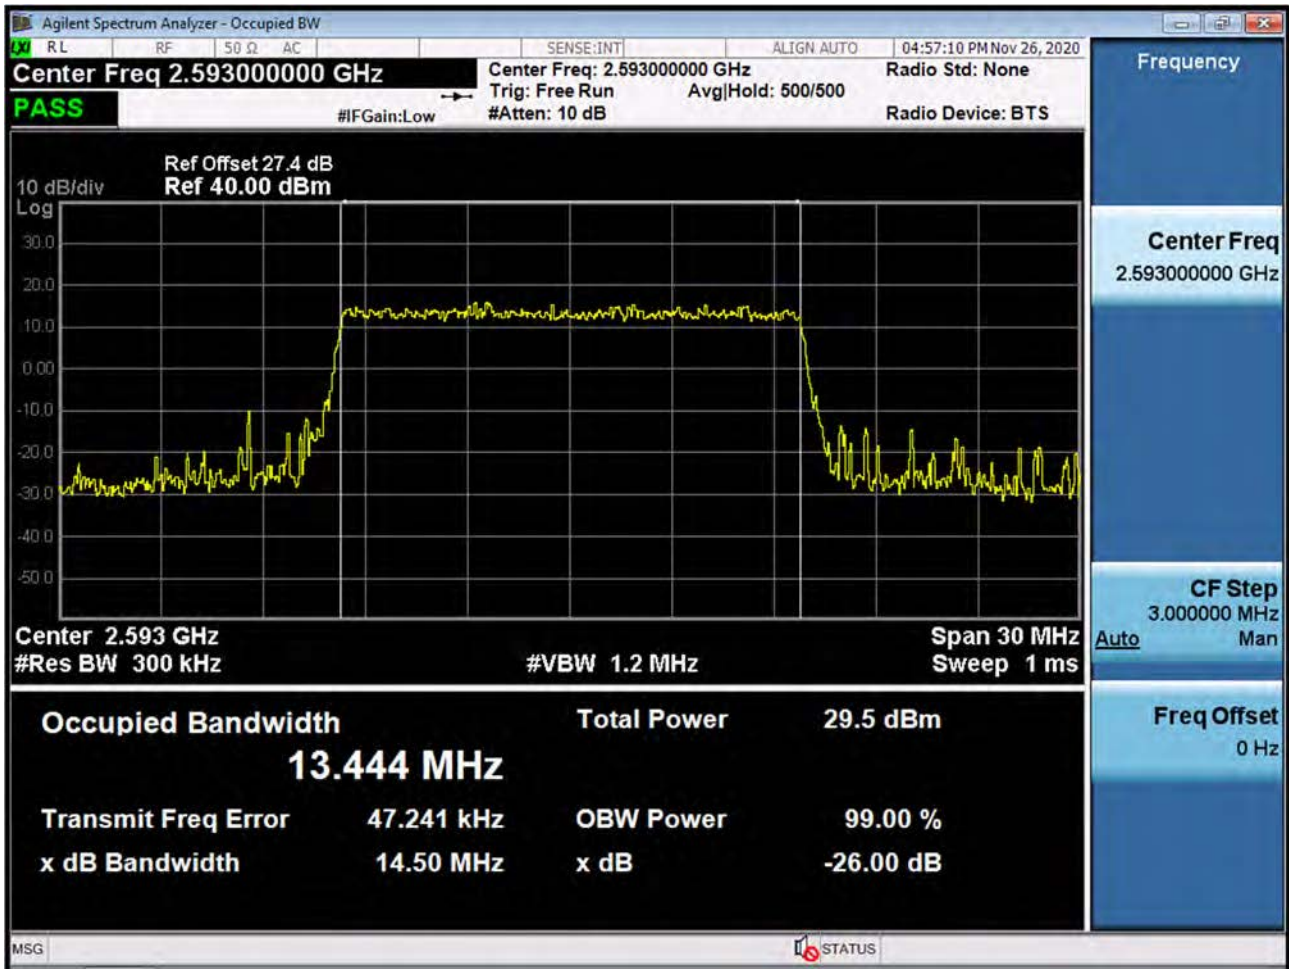 Agilent Spectrum Analyzer - Occupied BW
LXI RL RF 50 Ω AC SENSE:INT ALIGN AUTO 04:57:10 PM Nov 26, 2020
Center Freq 2.593000000 GHz
Center Freq: 2.593000000 GHz
Radio Std: None
Trig: Free Run Avg|Hold: 500/500
PASS
#IFGain:Low
#Atten: 10 dB
Radio Device: BTS
Ref Offset 27.4 dB
10 dB/div Ref 40.00 dBm
Log
30.0
20.0
10.0
0.00
-10.0
-20.0
-30.0
-40.0
-50.0
Center 2.593 GHz Span 30 MHz
#Res BW 300 kHz #VBW 1.2 MHz Sweep 1 ms
Occupied Bandwidth Total Power 29.5 dBm
13.444 MHz
Transmit Freq Error 47.241 kHz OBW Power 99.00 %
x dB Bandwidth 14.50 MHz x dB -26.00 dB
MSG STATUS
Frequency
Center Freq
2.593000000 GHz
CF Step
3.000000 MHz
Auto Man
Freq Offset
0 Hz